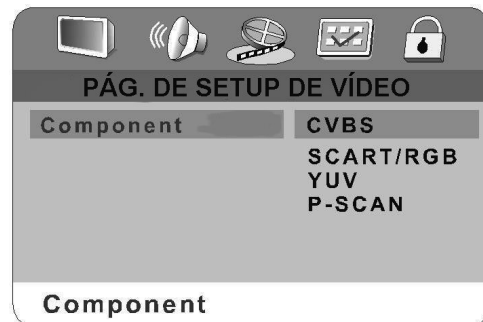 PÁG. DE SETUP DE VÍDEO
Component CVBS
SCART/RGB
YUV
P-SCAN
Component